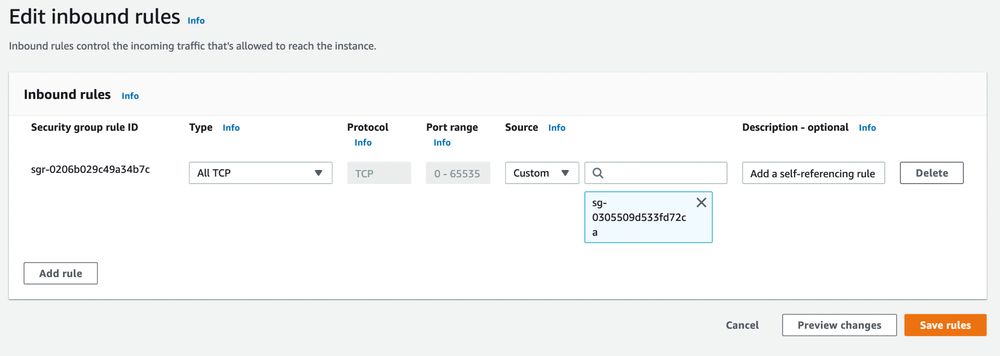 Edit inbound rules Info
Inbound rules control the incoming traffic that's allowed to reach the instance.
Inbound rules Info
Security group rule ID Type Info Protocol Info Port range Info Source Info Description - optional Info
sgr-0206b029c49a34b7c All TCP TCP 0 - 65535 Custom Add a self-referencing rule Delete
sg-
0305509d533fd72c
a
Add rule
Cancel Preview changes Save rules